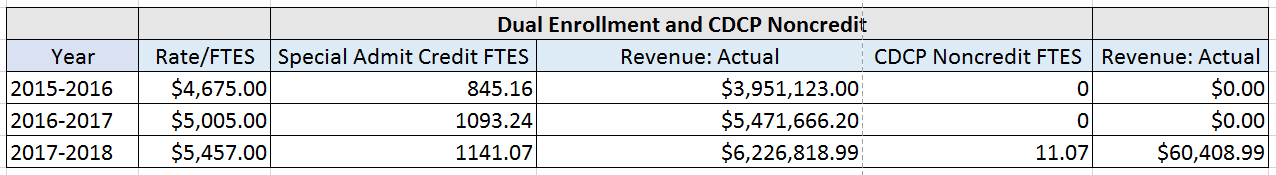 Dual Enrollment and CDCP Noncredit
Year Rate/FTES Special Admit Credit FTES Revenue: Actual CDCP Noncredit FTES Revenue: Actual
2015-2016 $4,675.00 845.16 $3,951,123.00 0 $0.00
2016-2017 $5,005.00 1093.24 $5,471,666.20 0 $0.00
2017-2018 $5,457.00 1141.07 $6,226,818.99 11.07 $60,408.99